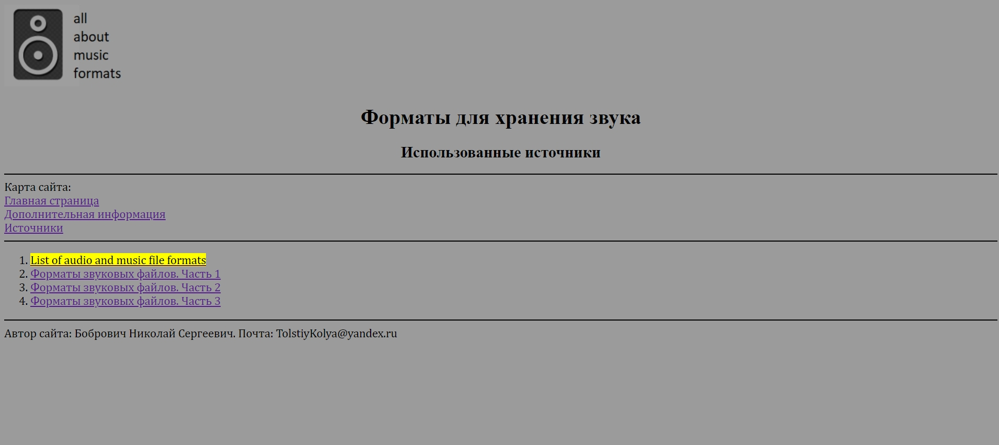 all
about
music
formats
Форматы для хранения звука
Использованные источники
Карта сайта:
Главная страница
Дополнительная информация
Источники
1. List of audio and music file formats
2. Форматы звуковых файлов. Часть 1
3. Форматы звуковых файлов. Часть 2
4. Форматы звуковых файлов. Часть 3
Автор сайта: Бобрович Николай Сергеевич. Почта: TolstiyKolya@yandex.ru